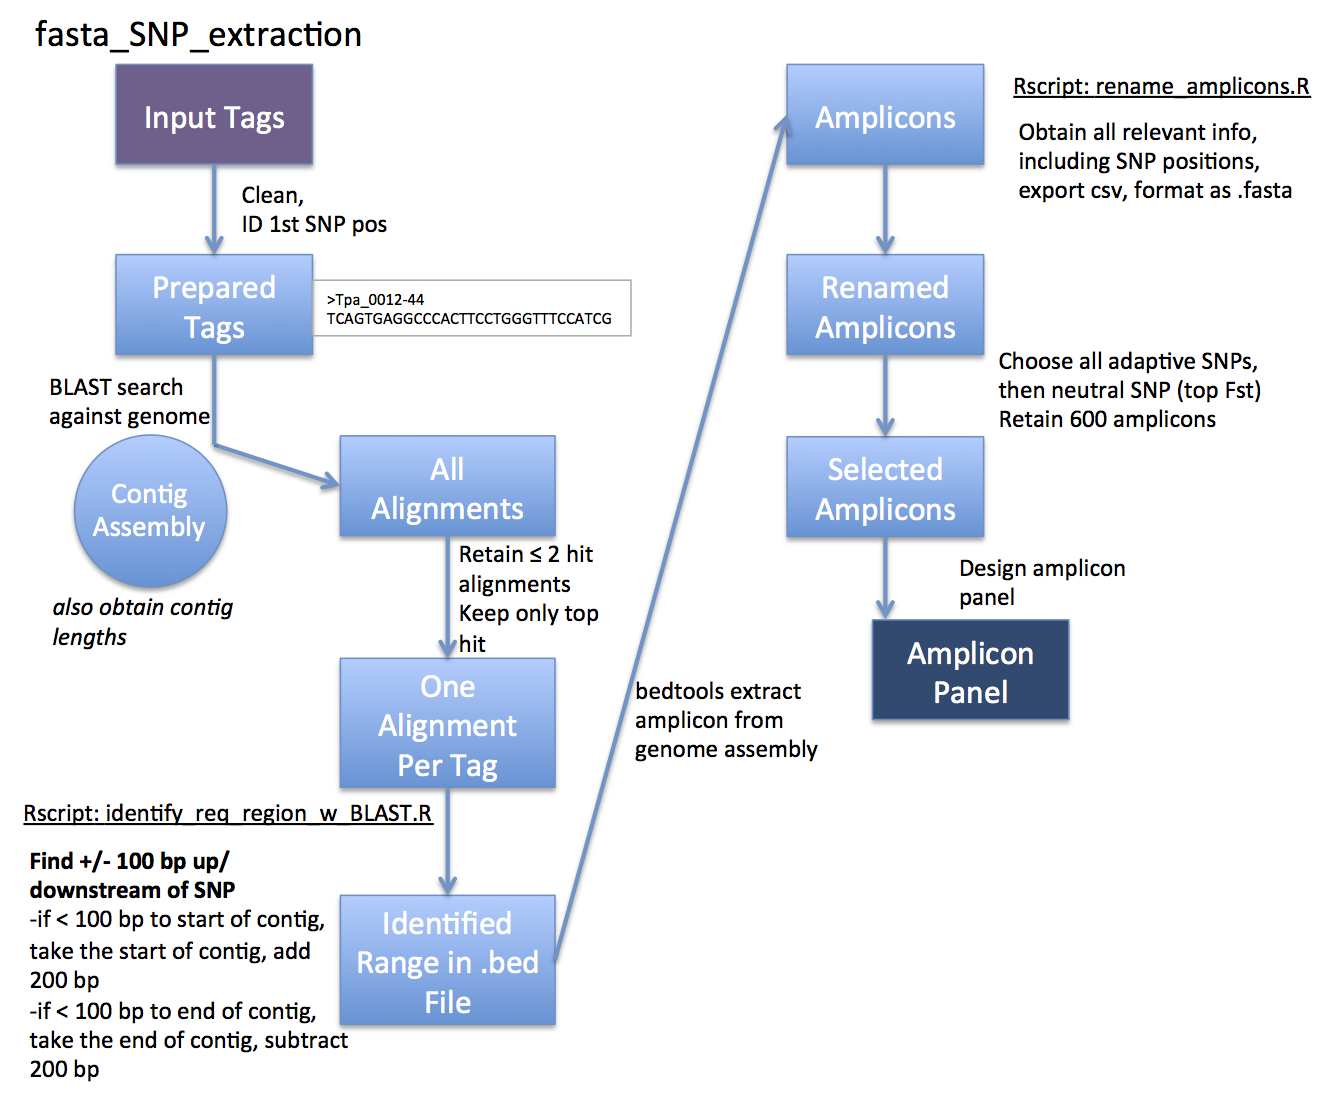 fasta_SNP_extraction
Input Tags
Clean,
ID 1st SNP pos
Prepared
Tags
>Tpa_0012-44
TCAGTGAGGCCCACTTCCTGGGTTTCCATCG
BLAST search
against genome
Contig
Assembly
also obtain contig
lengths
All
Alignments
Retain ≤ 2 hit
alignments
Keep only top
hit
One
Alignment
Per Tag
Rscript: identify_req_region_w_BLAST.R
Find +/- 100 bp up/
downstream of SNP
-if < 100 bp to start of contig,
take the start of contig, add
200 bp
-if < 100 bp to end of contig,
take the end of contig, subtract
200 bp
Identified
Range in .bed
File
bedtools extract
amplicon from
genome assembly
Amplicons
Rscript: rename_amplicons.R
Obtain all relevant info,
including SNP positions,
export csv, format as .fasta
Renamed
Amplicons
Choose all adaptive SNPs,
then neutral SNP (top Fst)
Retain 600 amplicons
Selected
Amplicons
Design amplicon
panel
Amplicon
Panel